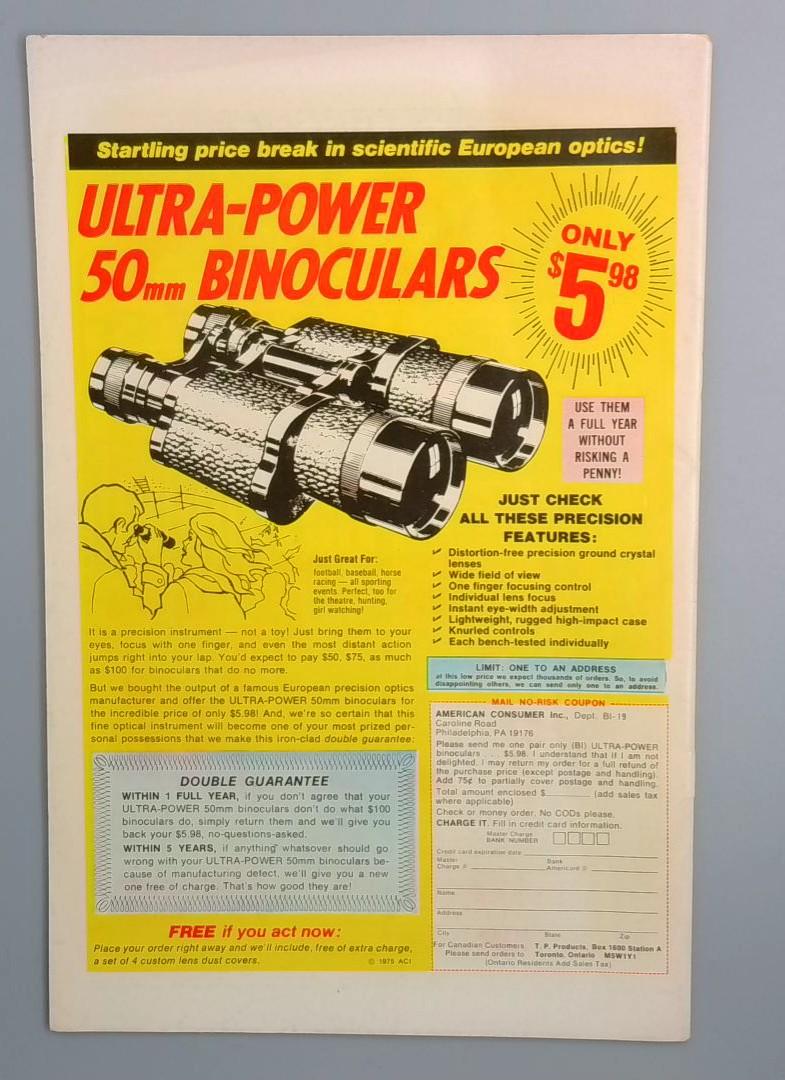 Startling price break in scientific European optics!
ULTRA-POWER
50mm BINOCULARS
ONLY
$5.98
USE THEM
A FULL YEAR
WITHOUT
RISKING A
PENNY!
JUST CHECK
ALL THESE PRECISION
FEATURES:
✓ Distortion-free precision ground crystal
lenses
✓ Wide field of view
✓ One finger focusing control
✓ Individual lens focus
✓ Instant eye-width adjustment
✓ Lightweight, rugged high-impact case
✓ Knurled controls
✓ Each bench-tested individually
Just Great For:
football, baseball, horse
racing — all sporting
events. Perfect, too for
the theatre, hunting,
girl watching!
It is a precision instrument — not a toy! Just bring them to your
eyes, focus with one finger, and even the most distant action
jumps right into your lap. You'd expect to pay $50, $75, as much
as $100 for binoculars that do no more.
But we bought the output of a famous European precision optics
manufacturer and offer the ULTRA-POWER 50mm binoculars for
the incredible price of only $5.98! And, we're so certain that this
fine optical instrument will become one of your most prized per-
sonal possessions that we make this iron-clad double guarantee:
DOUBLE GUARANTEE
WITHIN 1 FULL YEAR, if you don't agree that your
ULTRA-POWER 50mm binoculars don't do what $100
binoculars do, simply return them and we'll give you
back your $5.98, no-questions-asked.
WITHIN 5 YEARS, if anything whatsover should go
wrong with your ULTRA-POWER 50mm binoculars be-
cause of manufacturing defect, we'll give you a new
one free of charge. That's how good they are!
FREE if you act now:
Place your order right away and we'll include, free of extra charge,
a set of 4 custom lens dust covers.
© 1975 ACI
LIMIT: ONE TO AN ADDRESS
at this low price we expect thousands of orders. So, to avoid
disappointing others, we can send only one to an address.
MAIL NO-RISK COUPON
AMERICAN CONSUMER Inc., Dept. BI-19
Caroline Road
Philadelphia, PA 19176
Please send me one pair only (BI) ULTRA-POWER
binoculars . . . $5.98. I understand that if I am not
delighted, I may return my order for a full refund of
the purchase price (except postage and handling).
Add 75¢ to partially cover postage and handling.
Total amount enclosed $______ (add sales tax
where applicable)
Check or money order, No CODs please.
CHARGE IT. Fill in credit card information.
Master Charge
BANK NUMBER
Credit card expiration date
Master
Charge #
Bank
Americard #
Name
Address
City State Zip
For Canadian Customers
Please send orders to
T. P. Products, Box 1600 Station A
Toronto, Ontario M5W1Y1
(Ontario Residents Add Sales Tax)